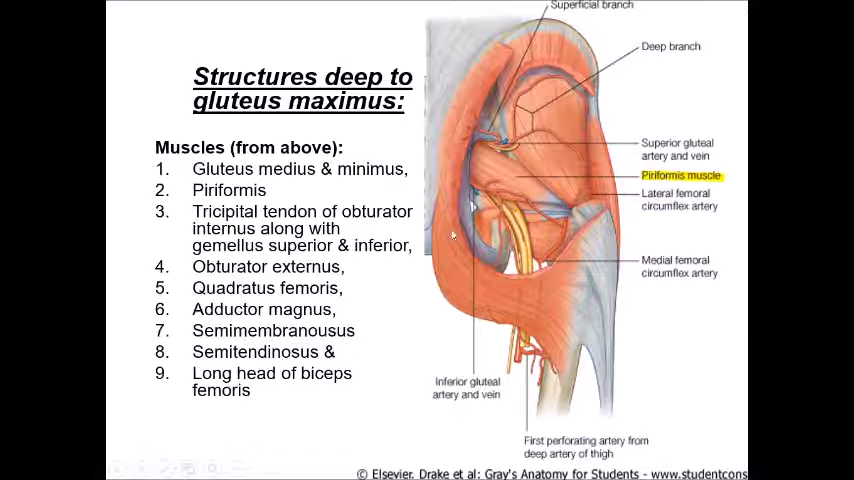 Structures deep to
gluteus maximus:
Muscles (from above):
1. Gluteus medius & minimus,
2. Piriformis
3. Tricipital tendon of obturator
internus along with
gemellus superior & inferior,
4. Obturator externus,
5. Quadratus femoris,
6. Adductor magnus,
7. Semimembranousus
8. Semitendinosus &
9. Long head of biceps
femoris
Superficial branch
Deep branch
Superior gluteal
artery and vein
Piriformis muscle
Lateral femoral
circumflex artery
Medial femoral
circumflex artery
Inferior gluteal
artery and vein
First perforating artery from
deep artery of thigh
© Elsevier. Drake et al: Gray's Anatomy for Students - www.studentcons